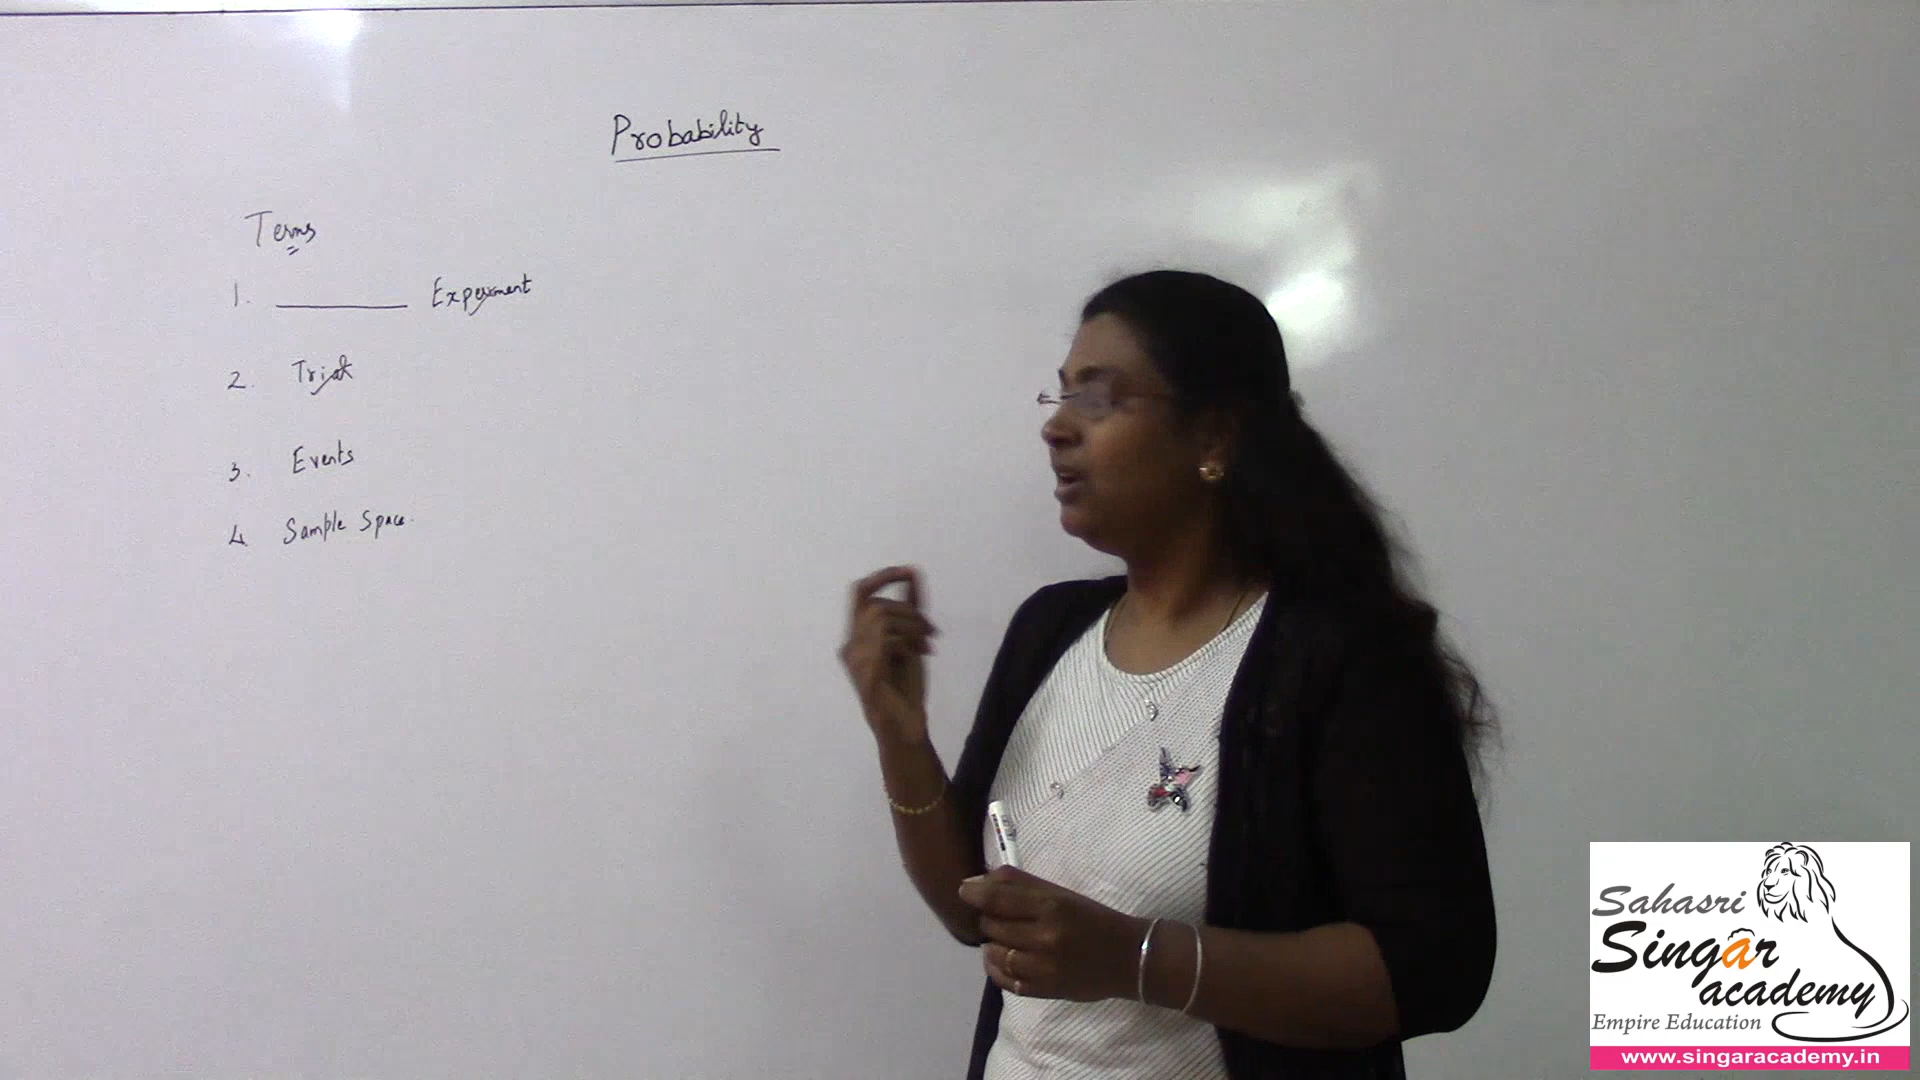 Probability
Terms
1. ________ Experiment
2. Trial
3. Events
4. Sample Space.
Sahasri
Singar
academy
Empire Education
www.singaracademy.in